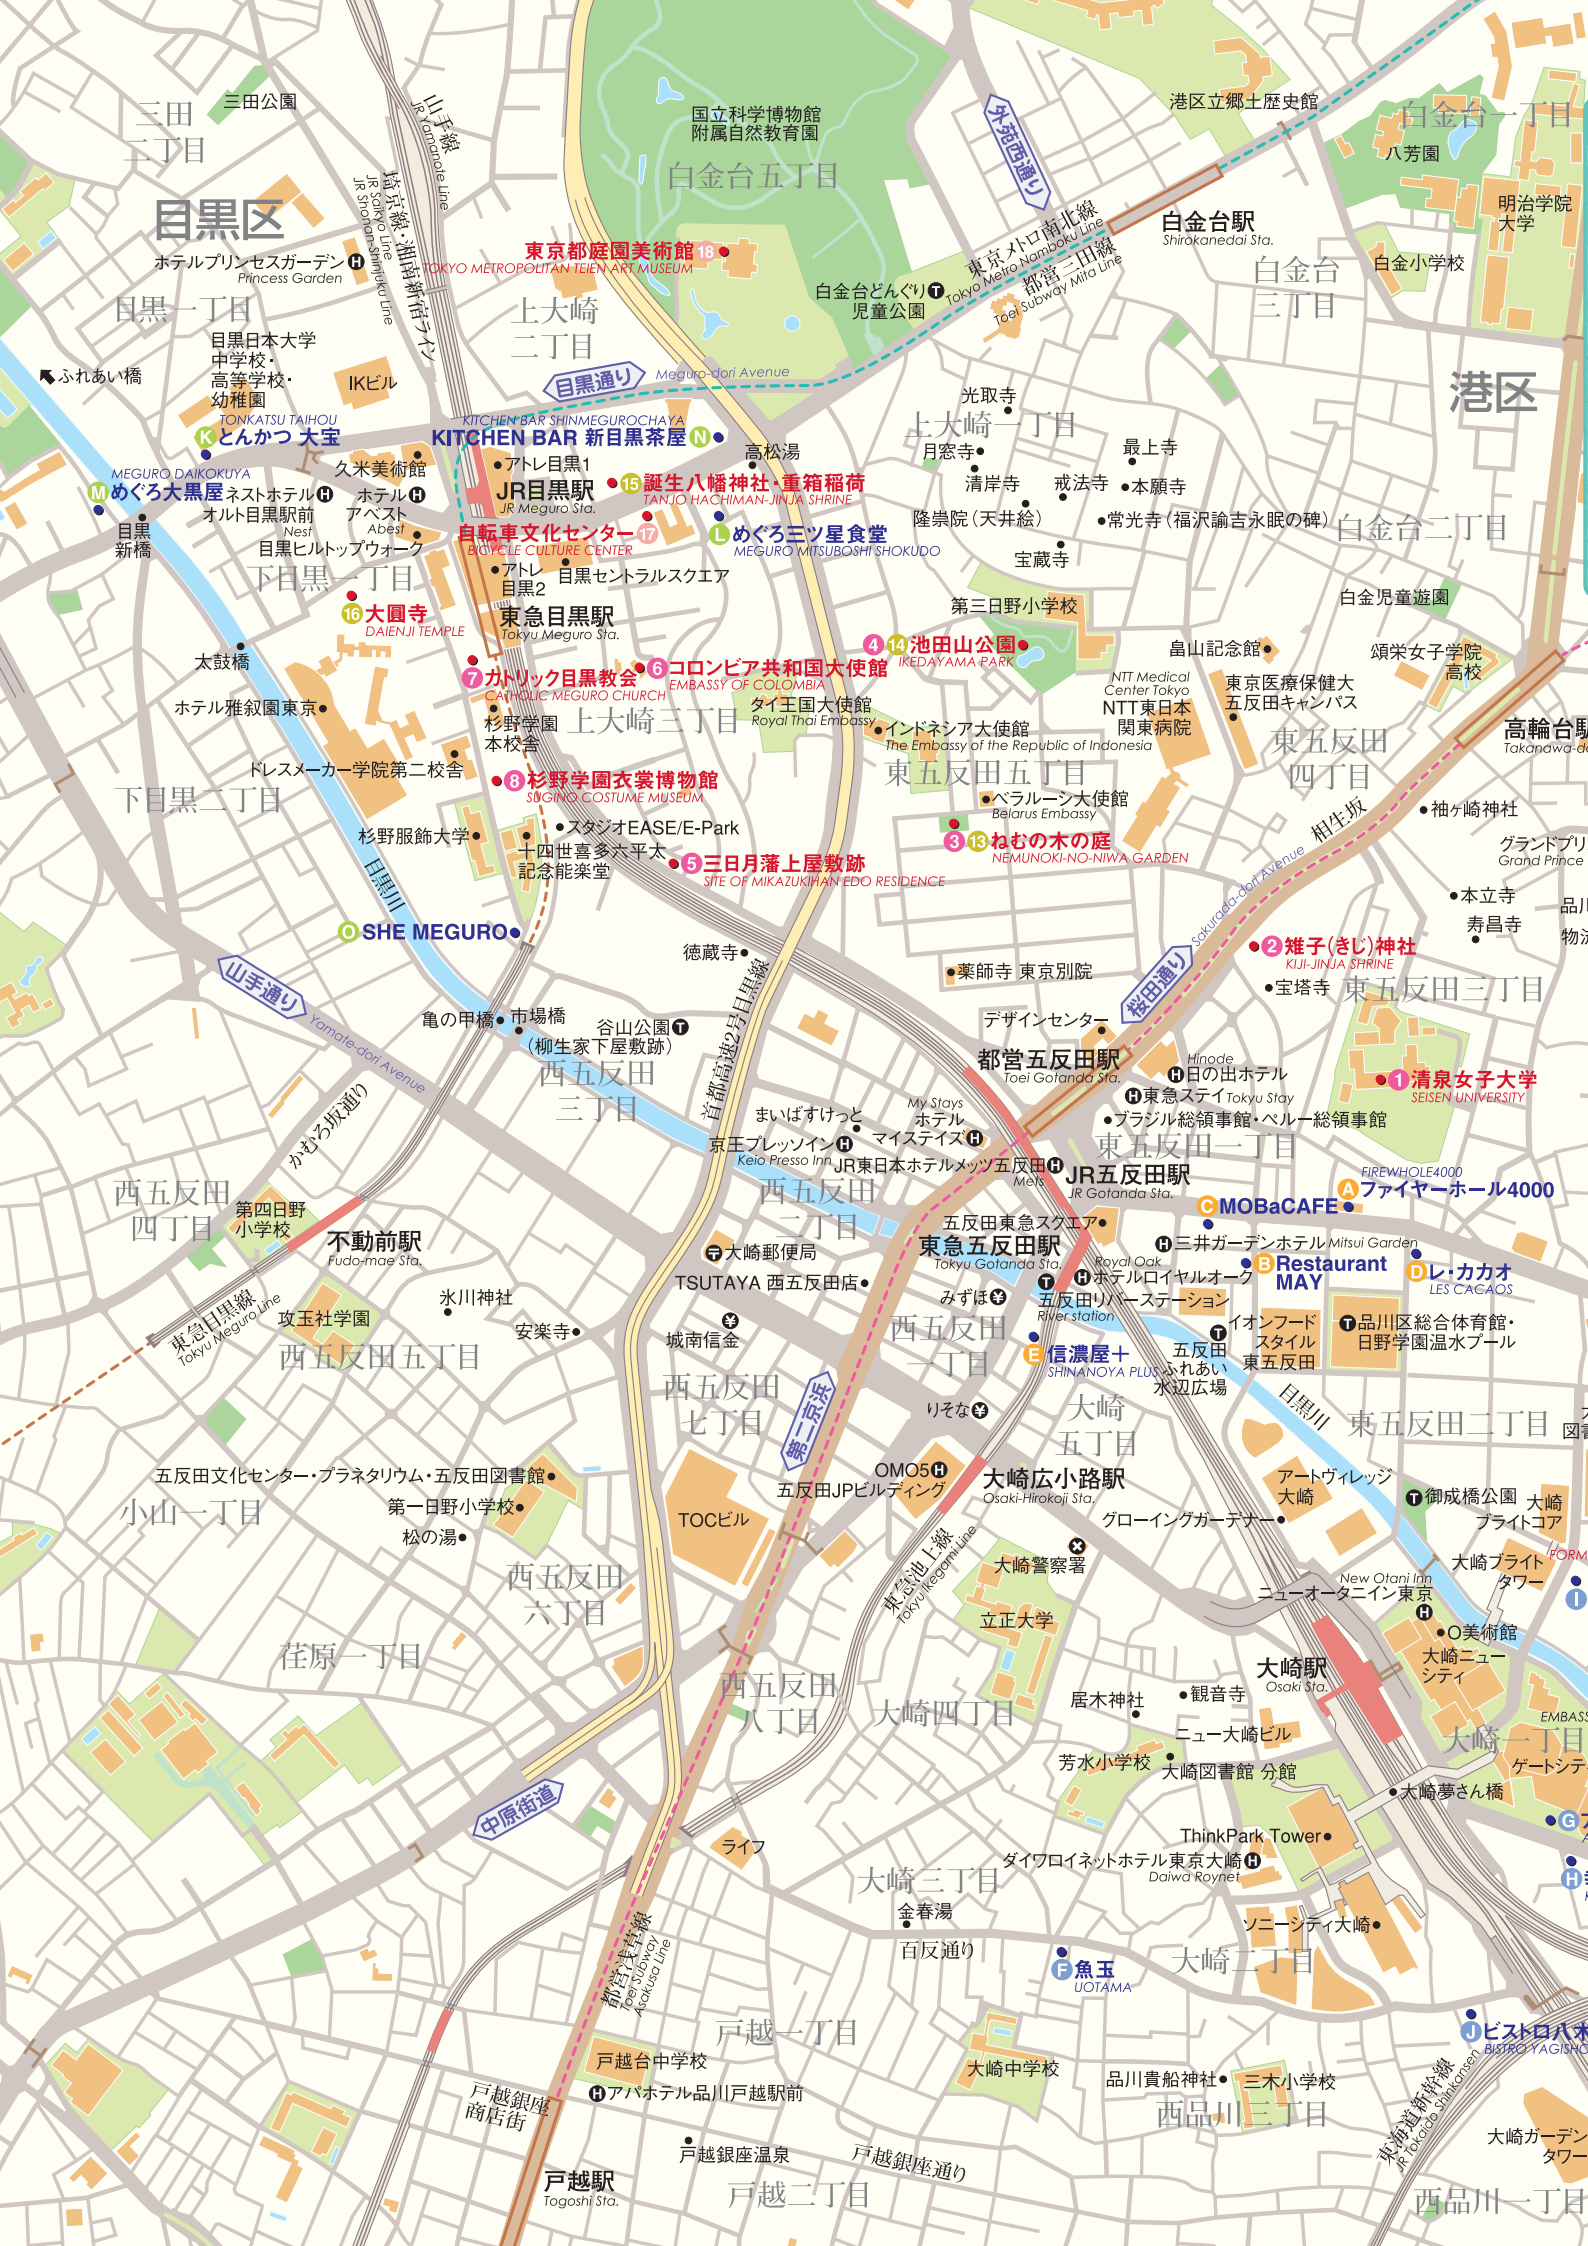 三田
二丁目
三田公園
山手線
JR Yamanote Line
埼京線・湘南新宿ライン
JR Saikyo Line
JR Shonan-Shinjuku Line
国立科学博物館
附属自然教育園
白金台五丁目
外苑西通り
港区立郷土歴史館
白金台一丁目
八芳園
明治学院
大学
目黒区
ホテルプリンセスガーデン H
Princess Garden
目黒一丁目
東京都庭園美術館 18
TOKYO METROPOLITAN TEIEN ART MUSEUM
上大崎
二丁目
白金台どんぐり T
児童公園
東京メトロ南北線
Tokyo Metro Namboku Line
都営三田線
Toei Subway Mita Line
白金台駅
Shirokanedai Sta.
白金台
三丁目
白金小学校
目黒日本大学
中学校・
高等学校・
幼稚園
ふれあい橋
IKビル
目黒通り
Meguro-dori Avenue
港区
TONKATSU TAIHOU
K とんかつ 大宝
KITCHEN BAR SHINMEGUROCHAYA
KITCHEN BAR 新目黒茶屋 N
光取寺
上大崎一丁目
月窓寺
最上寺
清岸寺
戒法寺
本願寺
隆崇院(天井絵)
常光寺(福沢諭吉永眠の碑)
宝蔵寺
白金台二丁目
MEGURO DAIKOKUYA
M めぐろ大黒屋
久米美術館
アトレ目黒1
高松湯
ネストホテル H
オルト目黒駅前
Nest
ホテル H
アベスト
Abest
JR目黒駅
JR Meguro Sta.
15 誕生八幡神社・重箱稲荷
TANJO HACHIMAN-JINJA SHRINE
目黒
新橋
目黒ヒルトップウォーク
自転車文化センター 17
BICYCLE CULTURE CENTER
L めぐろ三ツ星食堂
MEGURO MITSUBOSHI SHOKUDO
下目黒一丁目
アトレ
目黒2
目黒セントラルスクエア
16 大圓寺
DAIENJI TEMPLE
東急目黒駅
Tokyu Meguro Sta.
第三日野小学校
白金児童遊園
太鼓橋
7 カトリック目黒教会
CATHOLIC MEGURO CHURCH
6 コロンビア共和国大使館
EMBASSY OF COLOMBIA
4 14 池田山公園
IKEDAYAMA PARK
畠山記念館
頌栄女子学院
高校
NTT Medical
Center Tokyo
NTT東日本
関東病院
東京医療保健大
五反田キャンパス
ホテル雅叙園東京
杉野学園
本校舎
上大崎三丁目
タイ王国大使館
Royal Thai Embassy
インドネシア大使館
The Embassy of the Republic of Indonesia
東五反田五丁目
東五反田
四丁目
高輪台駅
Takanawa-d
ドレスメーカー学院第二校舎
下目黒二丁目
8 杉野学園衣裳博物館
SUGINO COSTUME MUSEUM
ベラルーシ大使館
Belarus Embassy
相生坂
袖ヶ崎神社
杉野服飾大学
スタジオEASE/E-Park
十四世喜多六平太
記念能楽堂
3 13 ねむの木の庭
NEMUNOKI-NO-NIWA GARDEN
5 三日月藩上屋敷跡
SITE OF MIKAZUKIHAN EDO RESIDENCE
グランドプリ
Grand Prince
目黒川
Sakurada-dori Avenue
本立寺
寿昌寺
品川
物流
O SHE MEGURO
徳蔵寺
首都高速2号目黒線
薬師寺 東京別院
桜田通り
2 雉子(きじ)神社
KIJI-JINJA SHRINE
宝塔寺
東五反田三丁目
山手通り
Yamate-dori Avenue
亀の甲橋
市場橋
谷山公園 T
(柳生家下屋敷跡)
西五反田
三丁目
デザインセンター
都営五反田駅
Toei Gotanda Sta.
Hinode
H 日の出ホテル
H 東急ステイ Tokyu Stay
ブラジル総領事館・ペルー総領事館
1 清泉女子大学
SEISEN UNIVERSITY
かむろ坂通り
まいばすけっと
My Stays
ホテル
マイステイズ H
京王プレッソイン H
Keio Presso Inn
JR東日本ホテルメッツ五反田 H
Mets
東五反田一丁目
JR五反田駅
JR Gotanda Sta.
FIREWHOLE4000
A ファイヤーホール4000
西五反田
四丁目
第四日野
小学校
不動前駅
Fudo-mae Sta.
西五反田
二丁目
大崎郵便局
五反田東急スクエア
東急五反田駅
Tokyu Gotanda Sta.
C MOBaCAFE
H 三井ガーデンホテル Mitsui Garden
Royal Oak
H ホテルロイヤルオーク
B Restaurant
MAY
D レ・カカオ
LES CACAOS
TSUTAYA 西五反田店
みずほ
T
五反田リバーステーション
River station
東急目黒線
Tokyu Meguro Line
氷川神社
攻玉社学園
安楽寺
城南信金
西五反田
一丁目
イオンフード
スタイル
東五反田
T 品川区総合体育館・
日野学園温水プール
西五反田五丁目
E 信濃屋＋
SHINANOYA PLUS
T
五反田
ふれあい
水辺広場
西五反田
七丁目
第二京浜
りそな
大崎
五丁目
目黒川
東五反田二丁目
図書
五反田文化センター・プラネタリウム・五反田図書館
小山一丁目
第一日野小学校
松の湯
TOCビル
OMO5 H
五反田JPビルディング
大崎広小路駅
Osaki-Hirokoji Sta.
アートヴィレッジ
大崎
グローイングガーデナー
T 御成橋公園
大崎
ブライトコア
西五反田
六丁目
東急池上線
Tokyu Ikegami Line
大崎警察署
大崎ブライト
タワー
FORM
I
New Otani Inn
ニューオータニイン東京
H
立正大学
O美術館
大崎ニュー
シティ
荏原一丁目
西五反田
八丁目
大崎四丁目
居木神社
観音寺
大崎駅
Osaki Sta.
ニュー大崎ビル
芳水小学校
大崎図書館 分館
EMBASS
大崎一丁目
ゲートシテ
大崎夢さん橋
中原街道
G
ライフ
ThinkPark Tower
ダイワロイネットホテル東京大崎 H
Daiwa Roynet
H
大崎三丁目
金春湯
百反通り
ソニーシティ大崎
F 魚玉
UOTAMA
大崎二丁目
都営浅草線
Toei Subway
Asakusa Line
J ビストロ八木
BISTRO YAGISHO
戸越一丁目
戸越台中学校
H アパホテル品川戸越駅前
大崎中学校
品川貴船神社
三木小学校
西品川三丁目
東海道新幹線
JR Tokaido Shinkansen
戸越銀座
商店街
戸越銀座温泉
戸越銀座通り
大崎ガーデン
タワー
戸越駅
Togoshi Sta.
戸越二丁目
西品川一丁目